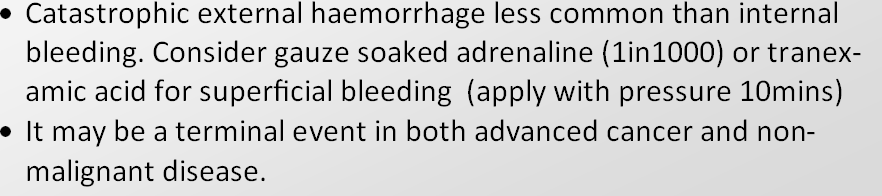 • Catastrophic external haemorrhage less common than internal
bleeding. Consider gauze soaked adrenaline (1in1000) or tranex-
amic acid for superficial bleeding  (apply with pressure 10mins)
• It may be a terminal event in both advanced cancer and non-
malignant disease.